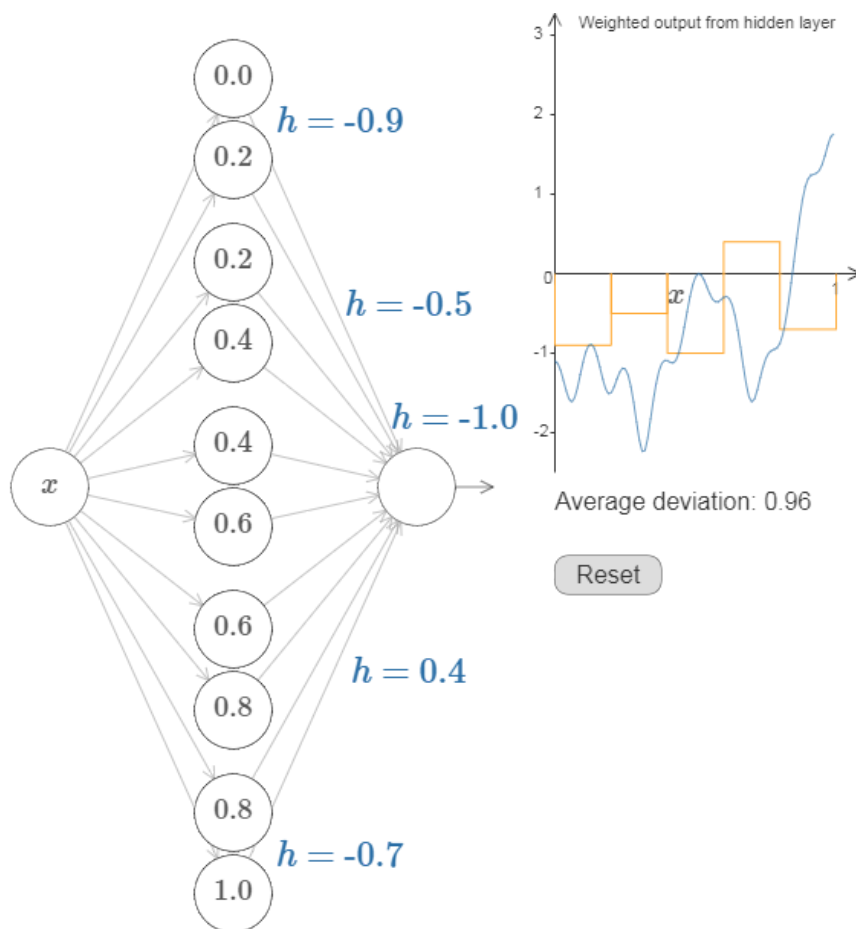 0.0
h = -0.9
0.2
0.2
h = -0.5
0.4
h = -1.0
0.4
x
0.6
0.6
h = 0.4
0.8
0.8
h = -0.7
1.0
Weighted output from hidden layer
3
2
1
0
x
1
-1
-2
Average deviation: 0.96
Reset